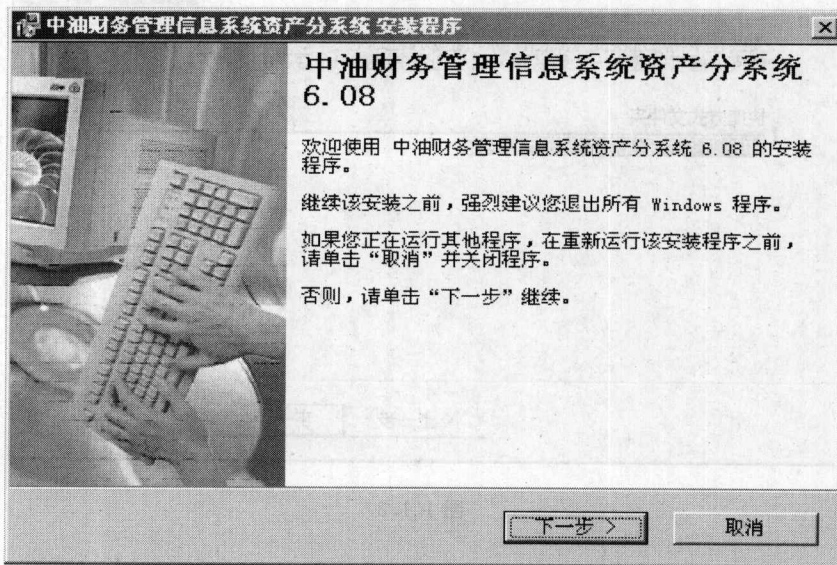 中油财务管理信息系统资产分系统 安装程序
中油财务管理信息系统资产分系统
6.08
欢迎使用 中油财务管理信息系统资产分系统 6.08 的安装
程序。
继续该安装之前，强烈建议您退出所有 Windows 程序。
如果您正在运行其他程序，在重新运行该安装程序之前，
请单击“取消”并关闭程序。
否则，请单击“下一步”继续。
下一步 >
取消